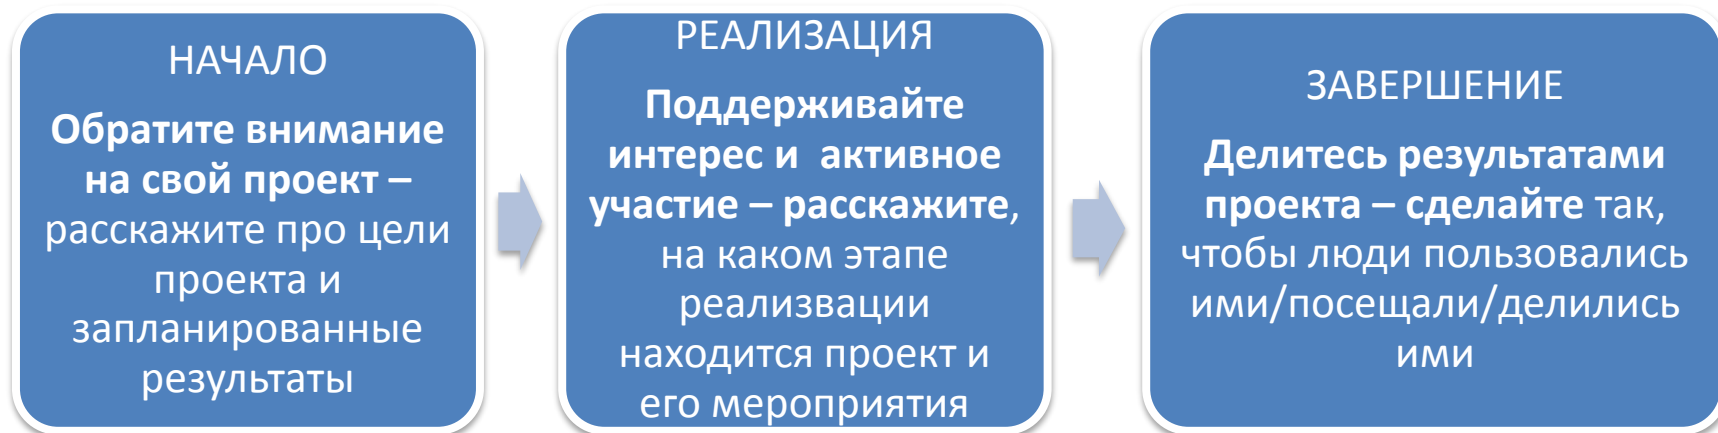 НАЧАЛО
Обратите внимание
на свой проект –
расскажите про цели
проекта и
запланированные
результаты
РЕАЛИЗАЦИЯ
Поддерживайте
интерес и активное
участие – расскажите,
на каком этапе
реализвации
находится проект и
его мероприятия
ЗАВЕРШЕНИЕ
Делитесь результатами
проекта – сделайте так,
чтобы люди пользовались
ими/посещали/делились
ими